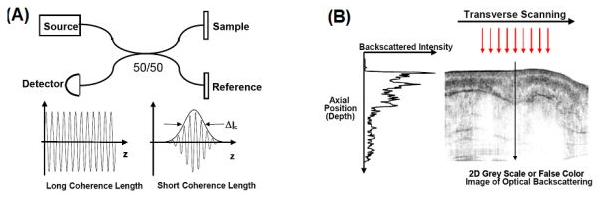 (A)
Source
Sample
50/50
Detector
Reference
Δlc
z
z
Long Coherence Length
Short Coherence Length
(B)
Transverse Scanning
Backscattered Intensity
Axial
Position
(Depth)
2D Grey Scale or False Color
Image of Optical Backscattering